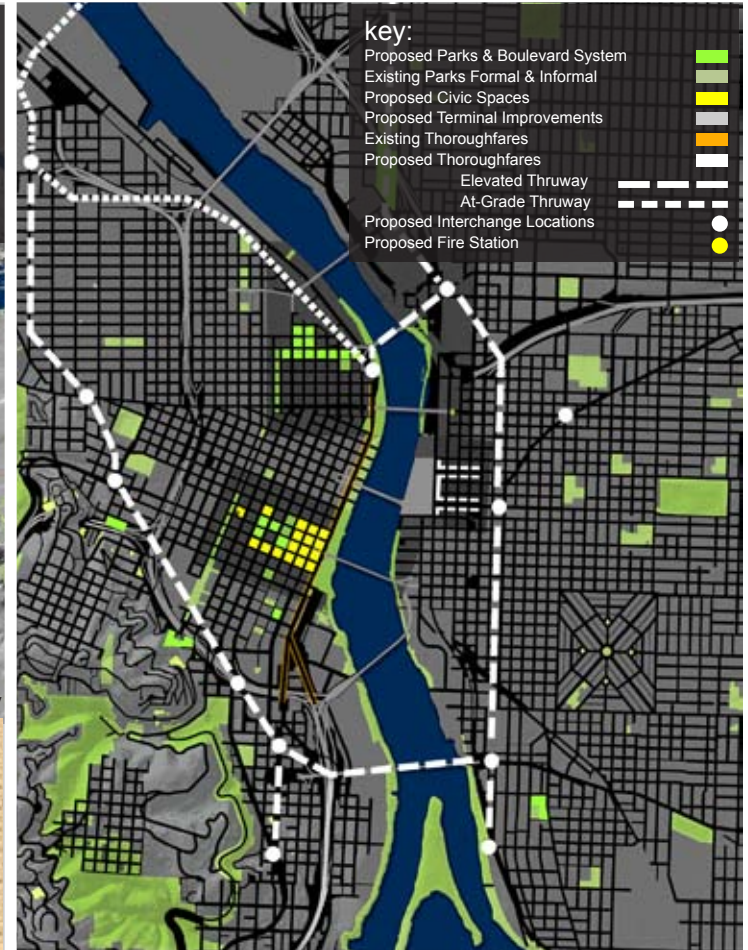 key:
Proposed Parks & Boulevard System
Existing Parks Formal & Informal
Proposed Civic Spaces
Proposed Terminal Improvements
Existing Thoroughfares
Proposed Thoroughfares
Elevated Thruway
At-Grade Thruway
Proposed Interchange Locations
Proposed Fire Station